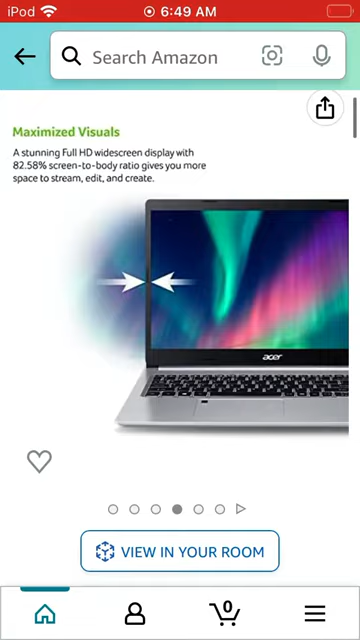 iPod 6:49 AM
Search Amazon
Maximized Visuals
A stunning Full HD widescreen display with
82.58% screen-to-body ratio gives you more
space to stream, edit, and create.
acer
VIEW IN YOUR ROOM
0